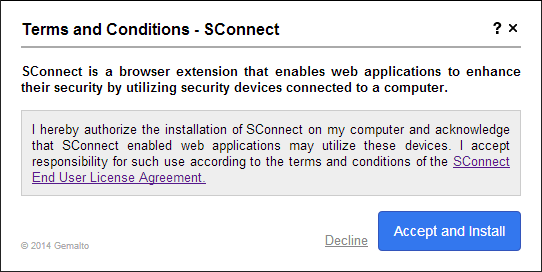 Terms and Conditions - SConnect ? ×
SConnect is a browser extension that enables web applications to enhance
their security by utilizing security devices connected to a computer.
I hereby authorize the installation of SConnect on my computer and acknowledge
that SConnect enabled web applications may utilize these devices. I accept
responsibility for such use according to the terms and conditions of the SConnect
End User License Agreement.
Accept and Install
Decline
© 2014 Gemalto